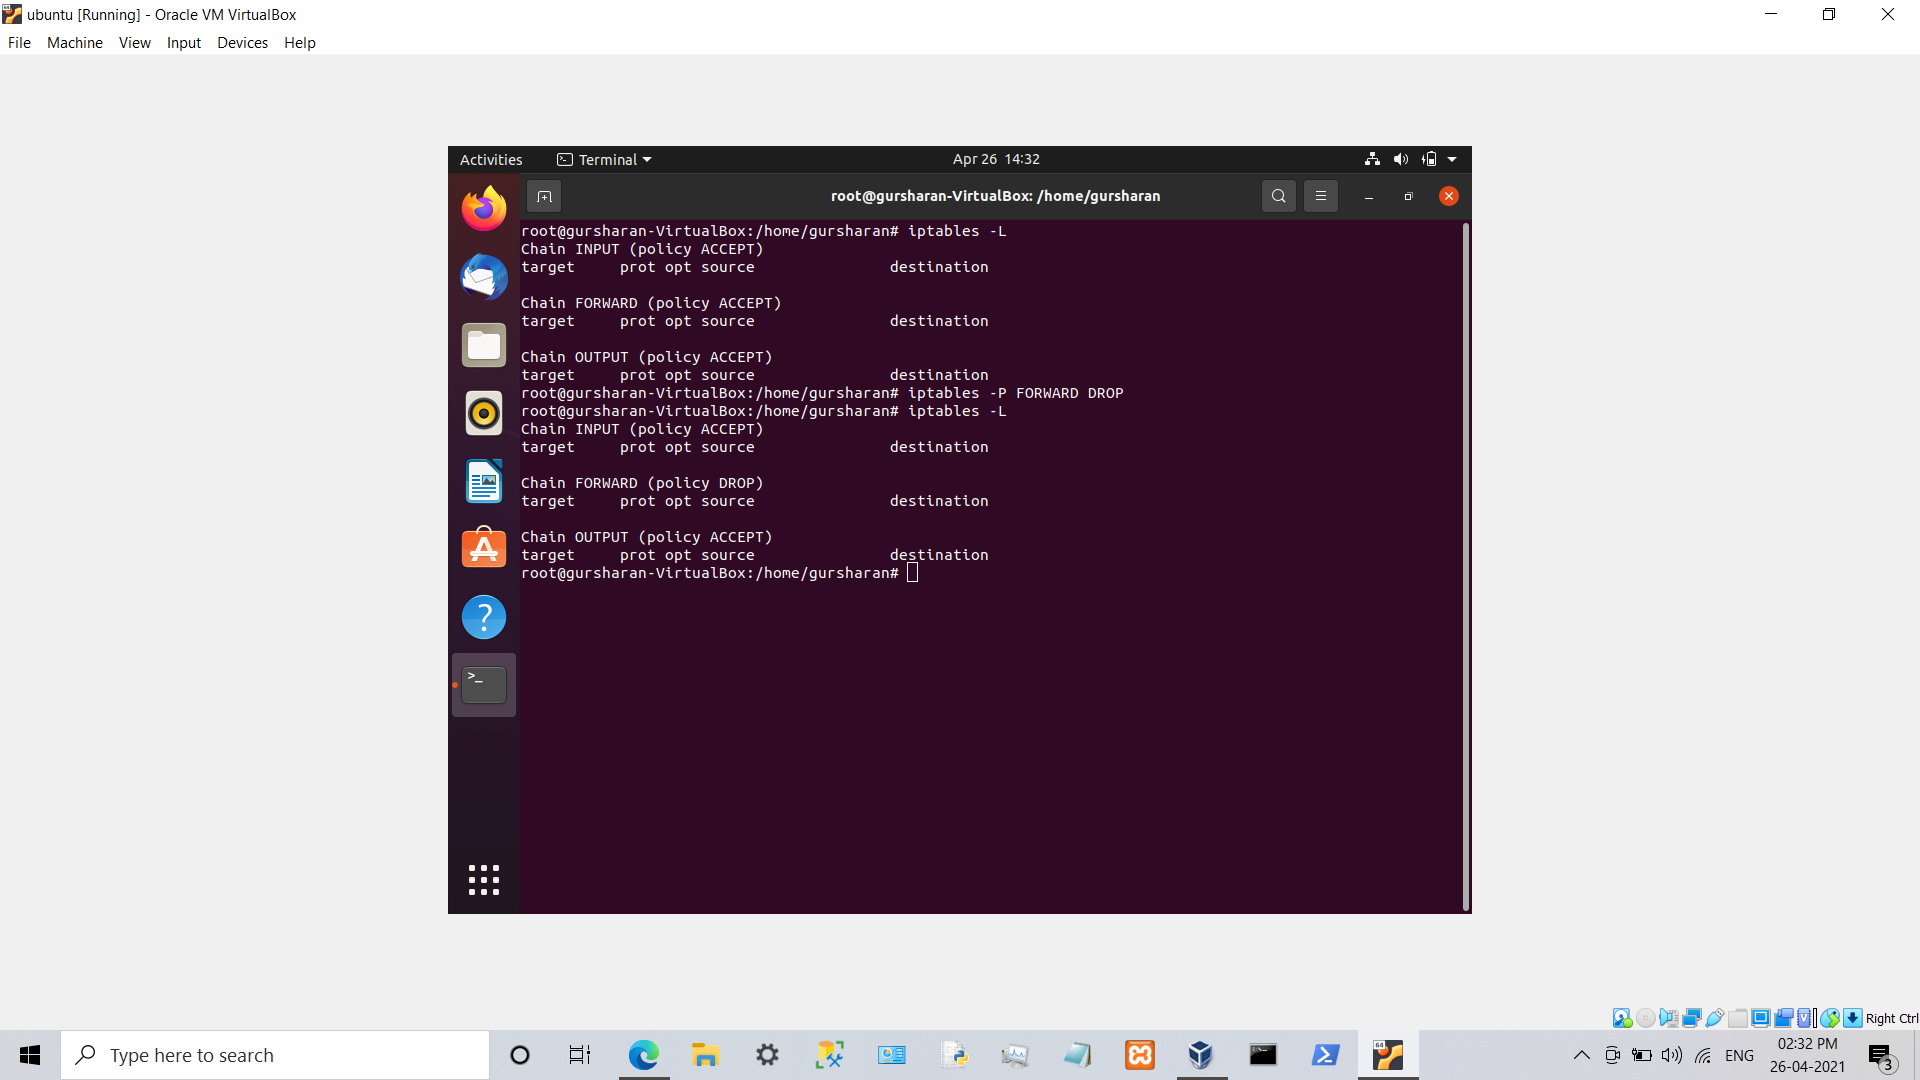 ubuntu [Running] - Oracle VM VirtualBox
File Machine View Input Devices Help
Activities Terminal Apr 26 14:32
root@gursharan-VirtualBox: /home/gursharan
root@gursharan-VirtualBox:/home/gursharan# iptables -L
Chain INPUT (policy ACCEPT)
target     prot opt source               destination
Chain FORWARD (policy ACCEPT)
target     prot opt source               destination
Chain OUTPUT (policy ACCEPT)
target     prot opt source               destination
root@gursharan-VirtualBox:/home/gursharan# iptables -P FORWARD DROP
root@gursharan-VirtualBox:/home/gursharan# iptables -L
Chain INPUT (policy ACCEPT)
target     prot opt source               destination
Chain FORWARD (policy DROP)
target     prot opt source               destination
Chain OUTPUT (policy ACCEPT)
target     prot opt source               destination
root@gursharan-VirtualBox:/home/gursharan#
Right Ctrl
Type here to search
ENG
02:32 PM
26-04-2021
3